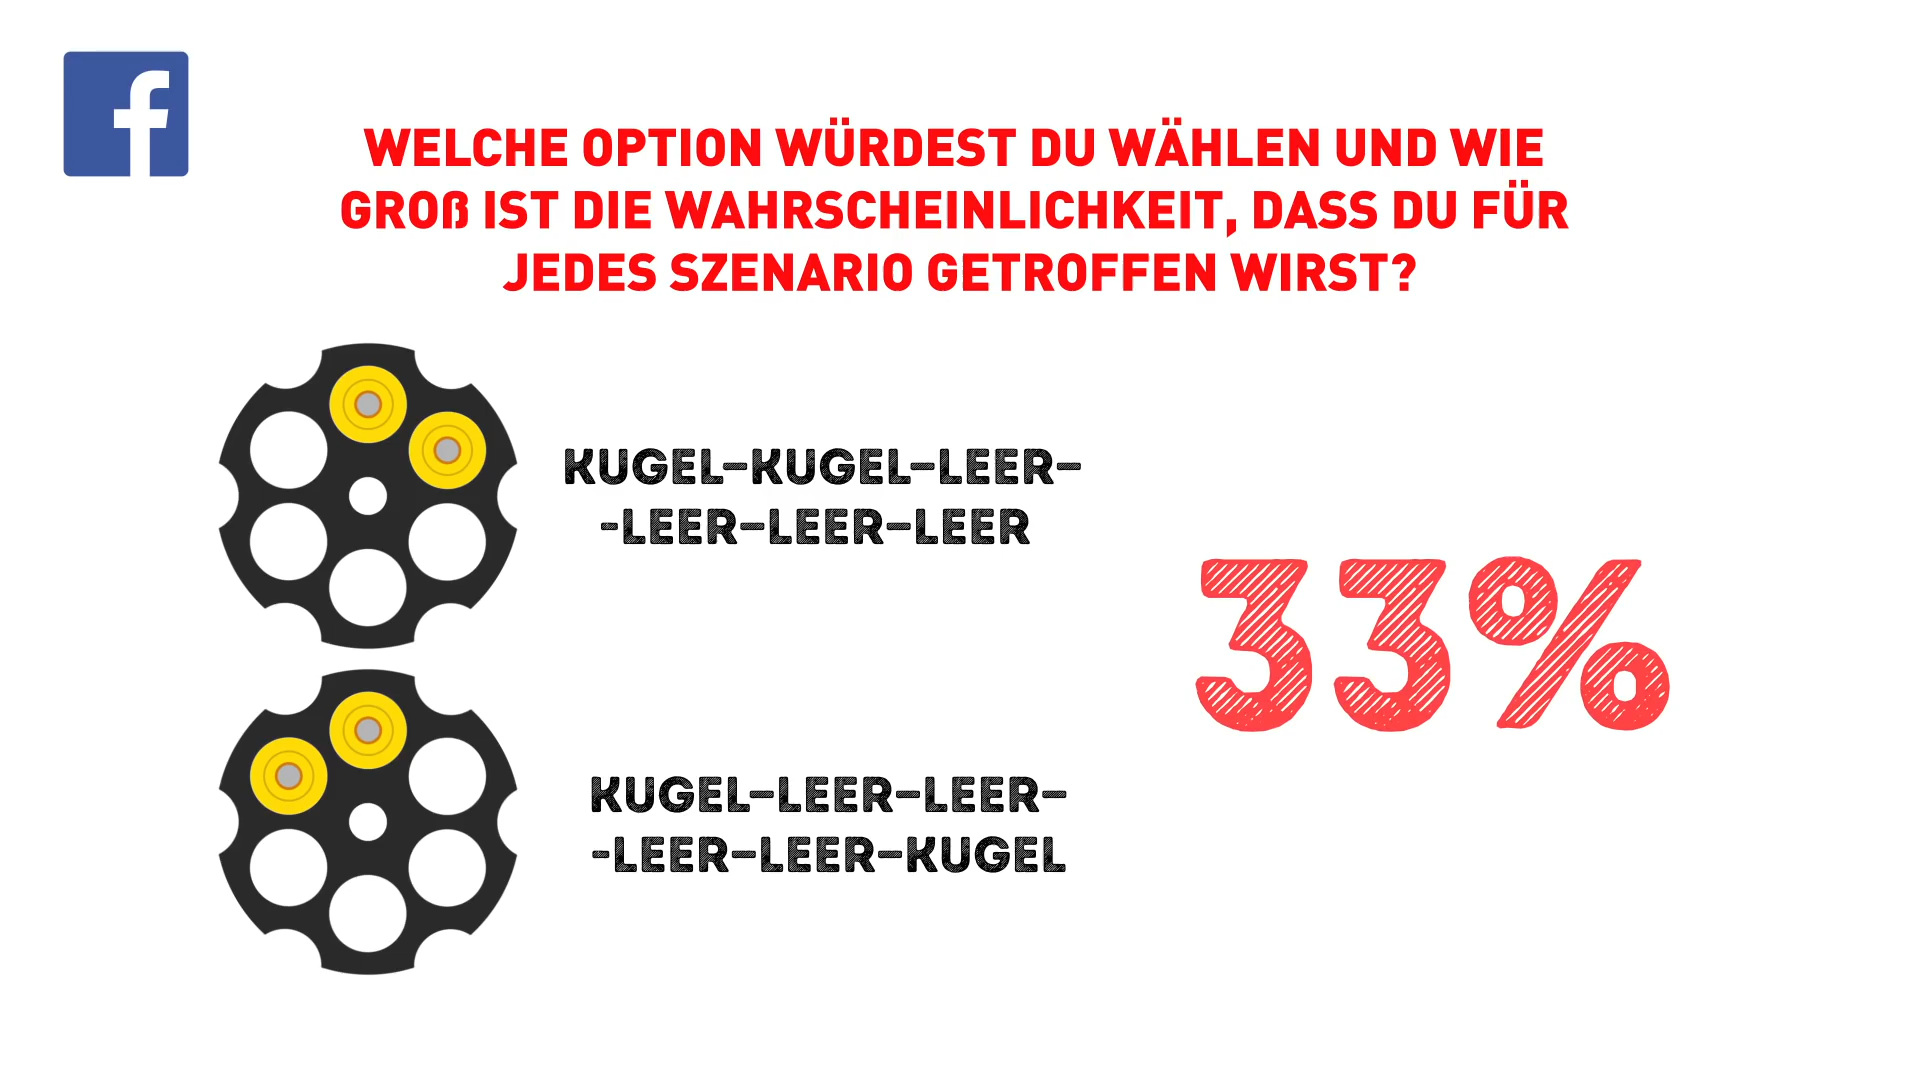 WELCHE OPTION WÜRDEST DU WÄHLEN UND WIE
GROß IST DIE WAHRSCHEINLICHKEIT, DASS DU FÜR
JEDES SZENARIO GETROFFEN WIRST?
KUGEL-KUGEL-LEER-
-LEER-LEER-LEER
33%
KUGEL-LEER-LEER-
-LEER-LEER-KUGEL